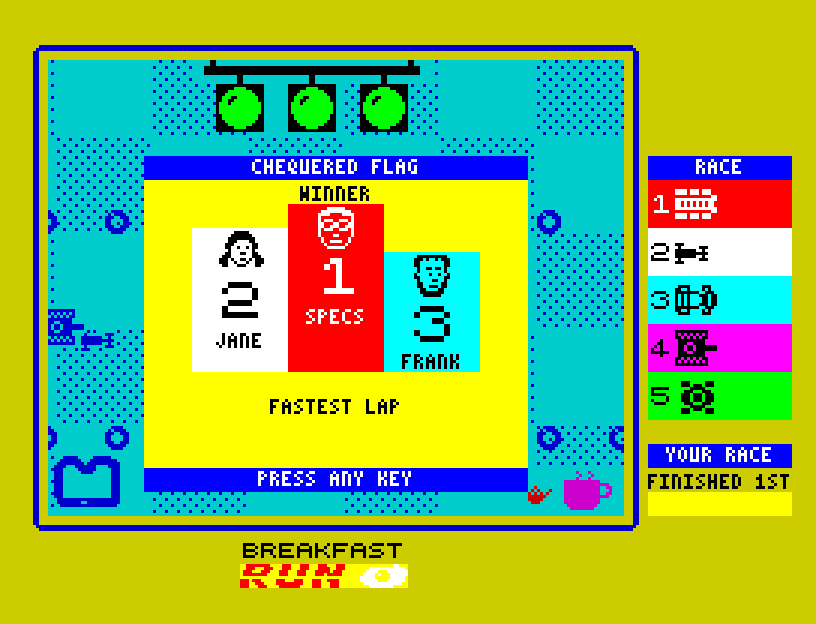 CHEQUERED FLAG
WINNER
1
SPECS
2
JANE
3
FRANK
FASTEST LAP
PRESS ANY KEY
RACE
1
2
3
4
5
YOUR RACE
FINISHED 1ST
BREAKFAST
RUN